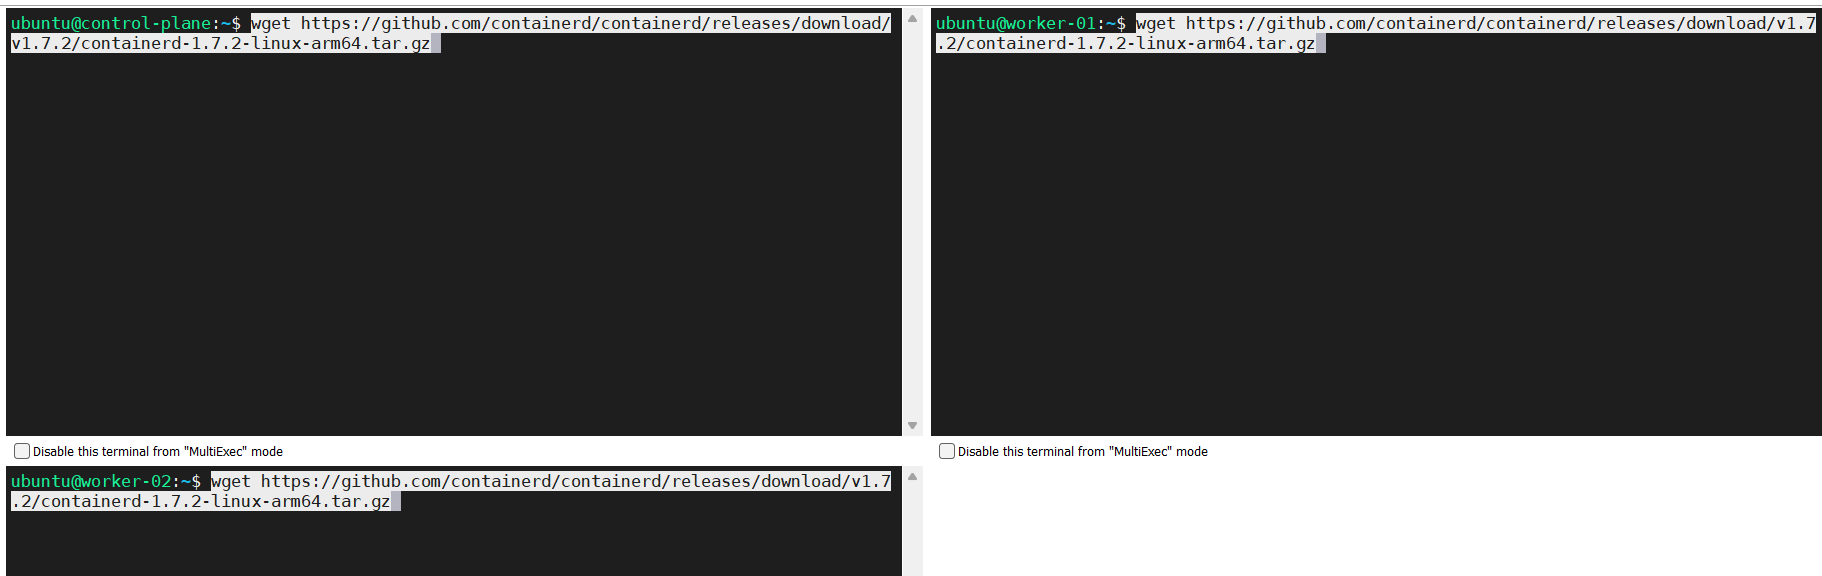 ubuntu@control-plane:~$ wget https://github.com/containerd/containerd/releases/download/
v1.7.2/containerd-1.7.2-linux-arm64.tar.gz
Disable this terminal from "MultiExec" mode
ubuntu@worker-01:~$ wget https://github.com/containerd/containerd/releases/download/v1.7
.2/containerd-1.7.2-linux-arm64.tar.gz
Disable this terminal from "MultiExec" mode
ubuntu@worker-02:~$ wget https://github.com/containerd/containerd/releases/download/v1.7
.2/containerd-1.7.2-linux-arm64.tar.gz